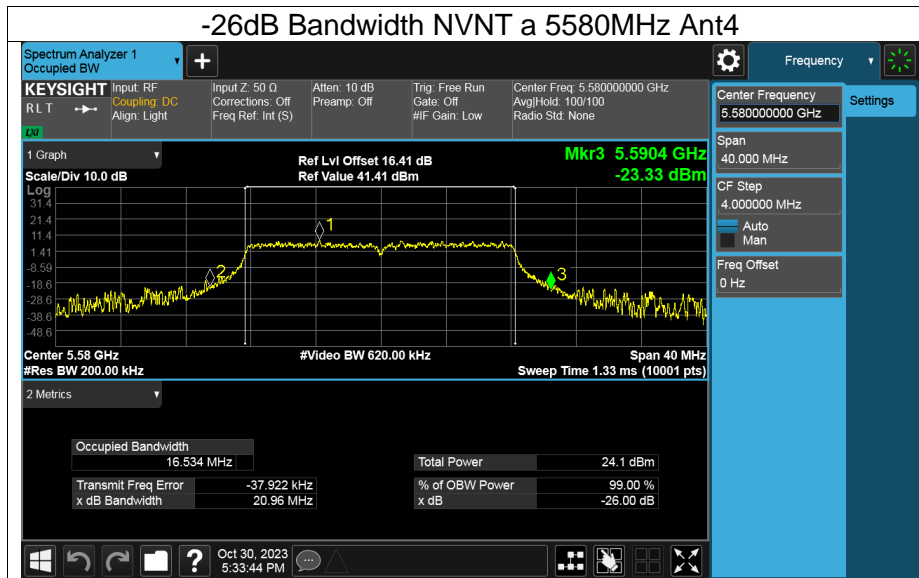 -26dB Bandwidth NVNT a 5580MHz Ant4
Spectrum Analyzer 1
Occupied BW
+
Frequency
KEYSIGHT
R L T
LXI
Input: RF
Coupling: DC
Align: Light
Input Z: 50 Ω
Corrections: Off
Freq Ref: Int (S)
Atten: 10 dB
Preamp: Off
Trig: Free Run
Gate: Off
#IF Gain: Low
Center Freq: 5.580000000 GHz
Avg|Hold: 100/100
Radio Std: None
Center Frequency
5.580000000 GHz
Settings
Span
40.000 MHz
CF Step
4.000000 MHz
Auto
Man
Freq Offset
0 Hz
1 Graph
Scale/Div 10.0 dB
Ref Lvl Offset 16.41 dB
Ref Value 41.41 dBm
Mkr3 5.5904 GHz
-23.33 dBm
Log
31.4
21.4
11.4
1.41
-8.59
-18.6
-28.6
-38.6
-48.6
1
2
3
Center 5.58 GHz
#Video BW 620.00 kHz
Span 40 MHz
#Res BW 200.00 kHz
Sweep Time 1.33 ms (10001 pts)
2 Metrics
Occupied Bandwidth
16.534 MHz
Total Power 24.1 dBm
Transmit Freq Error -37.922 kHz
% of OBW Power 99.00 %
x dB Bandwidth 20.96 MHz
x dB -26.00 dB
?
Oct 30, 2023
5:33:44 PM